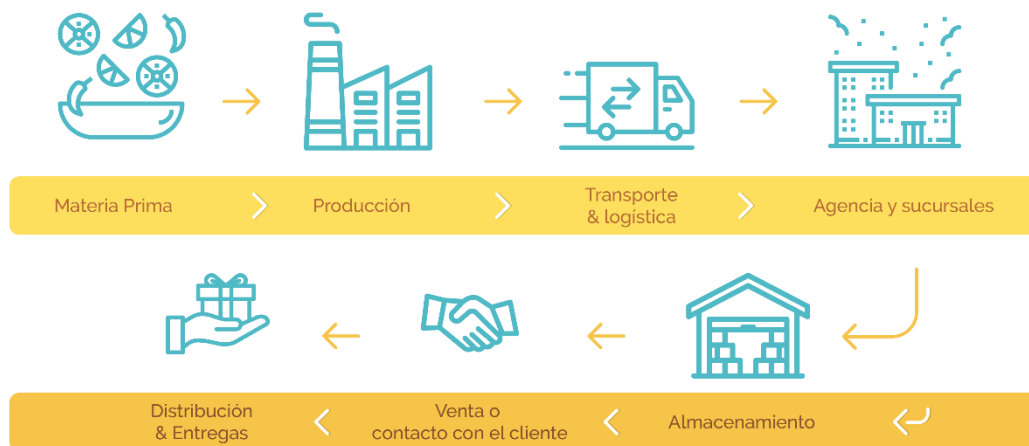 Materia Prima
Producción
Transporte
& logística
Agencia y sucursales
Distribución
& Entregas
Venta o
contacto con el cliente
Almacenamiento